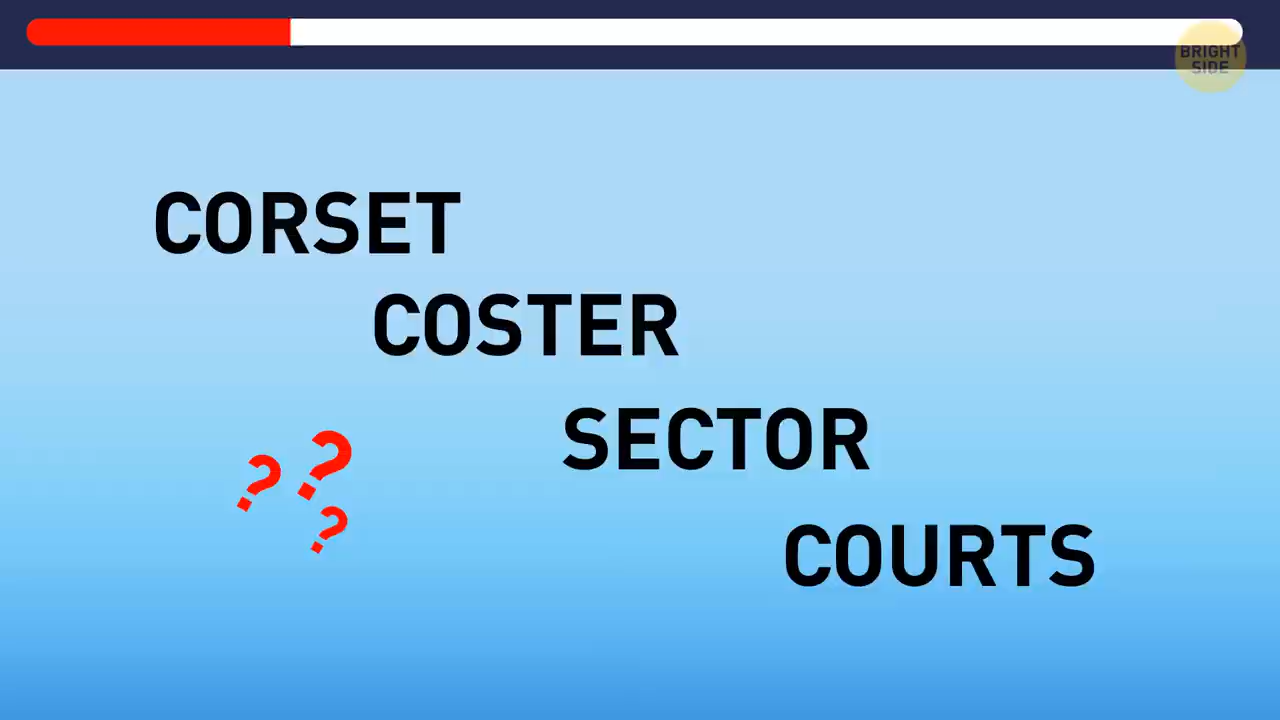 BRIGHT
SIDE
CORSET
COSTER
SECTOR
? ? ?
COURTS